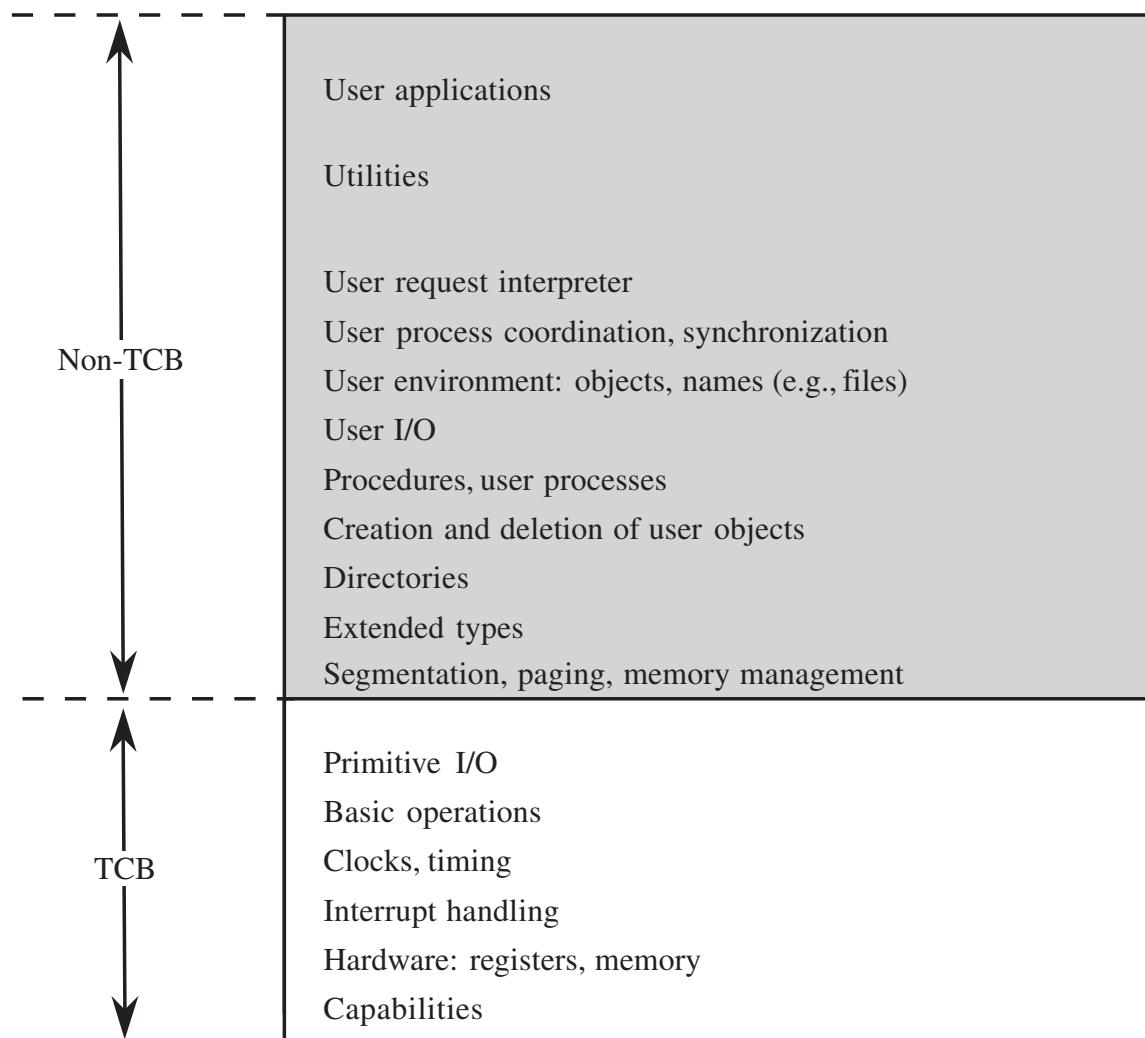 User applications
Utilities
User request interpreter
User process coordination, synchronization
Non-TCB
User environment: objects, names (e.g., files)
User I/O
Procedures, user processes
Creation and deletion of user objects
Directories
Extended types
Segmentation, paging, memory management
Primitive I/O
Basic operations
Clocks, timing
TCB
Interrupt handling
Hardware: registers, memory
Capabilities